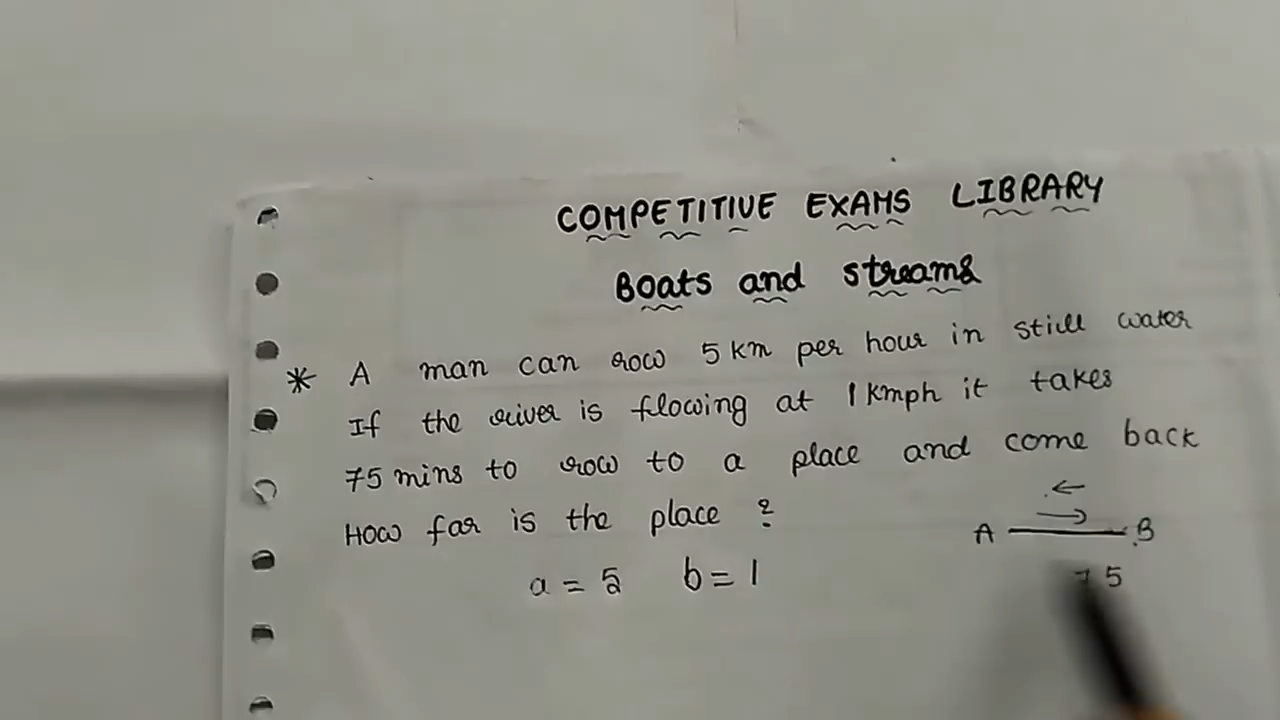 COMPETITIVE EXAMS LIBRARY
Boats and streams
* A man can row 5 km per hour in still water
If the river is flowing at 1 kmph it takes
75 mins to row to a place and come back
How far is the place ?
← 
→
A B
a = 5 b = 1
75